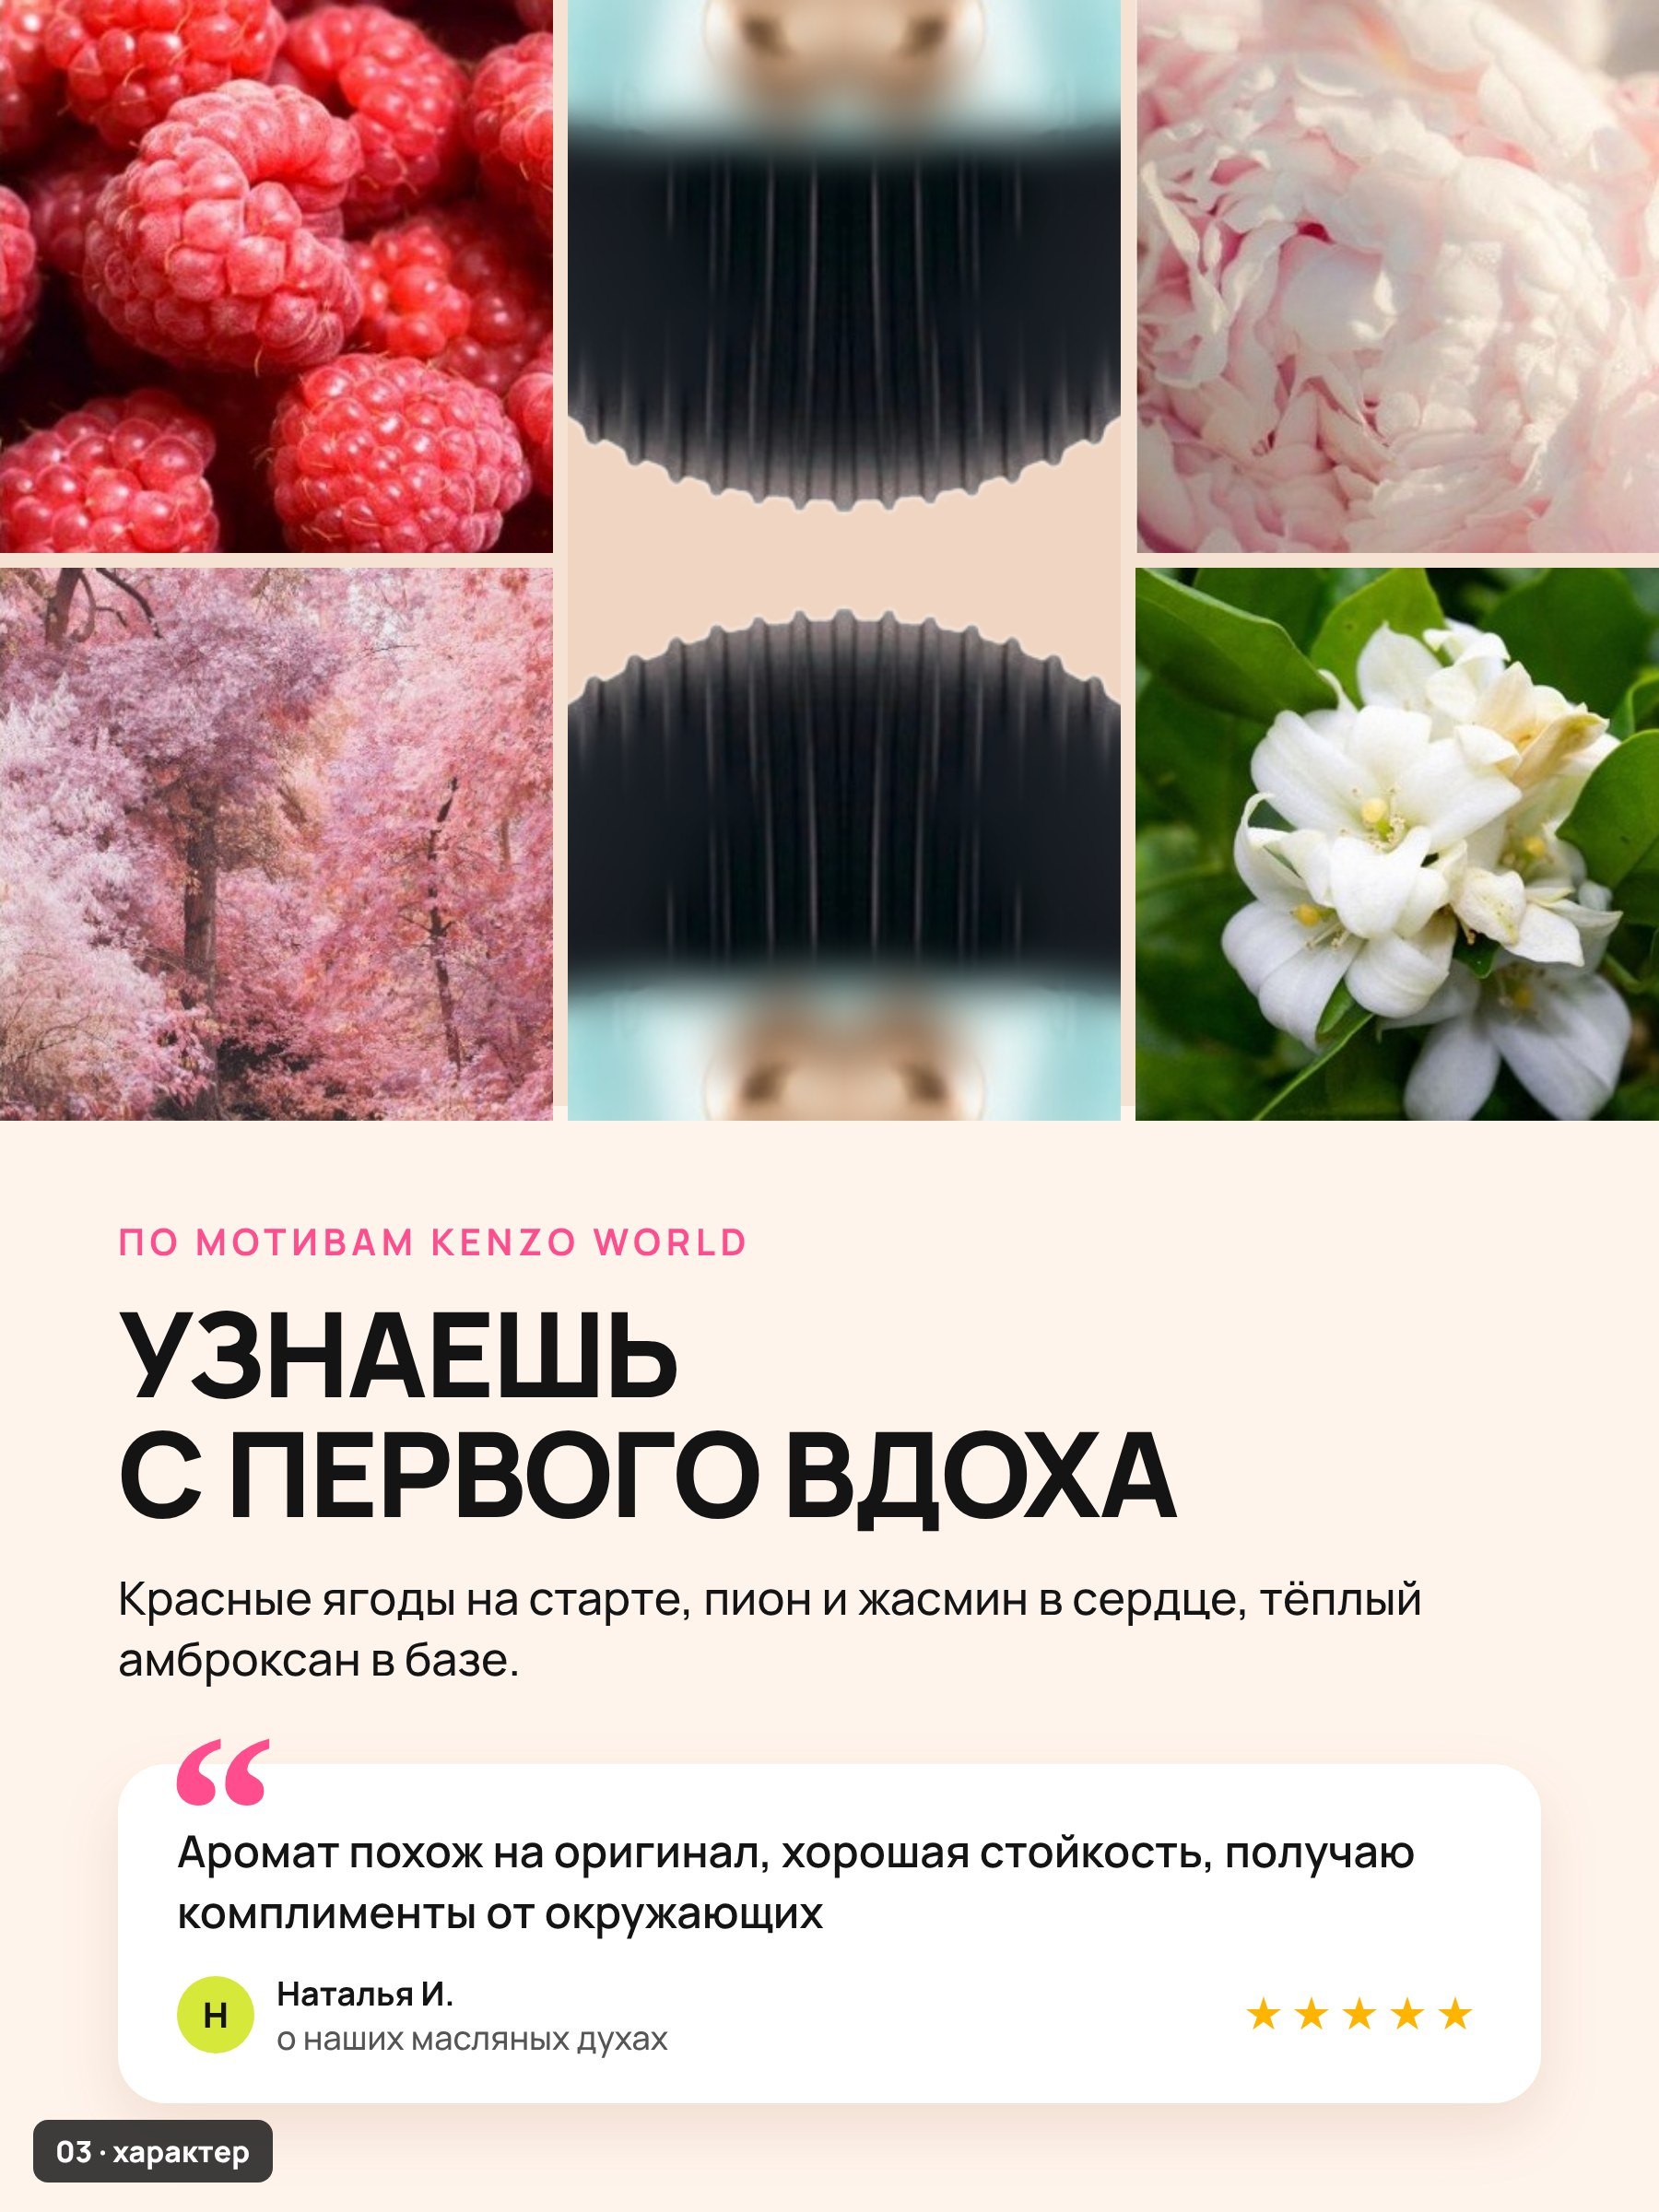 ПО МОТИВАМ KENZO WORLD
УЗНАЕШЬ
С ПЕРВОГО ВДОХА
Красные ягоды на старте, пион и жасмин в сердце, тёплый
амброксан в базе.
“
Аромат похож на оригинал, хорошая стойкость, получаю
комплименты от окружающих
Н
Наталья И.
о наших масляных духах
★★★★★
03 · характер